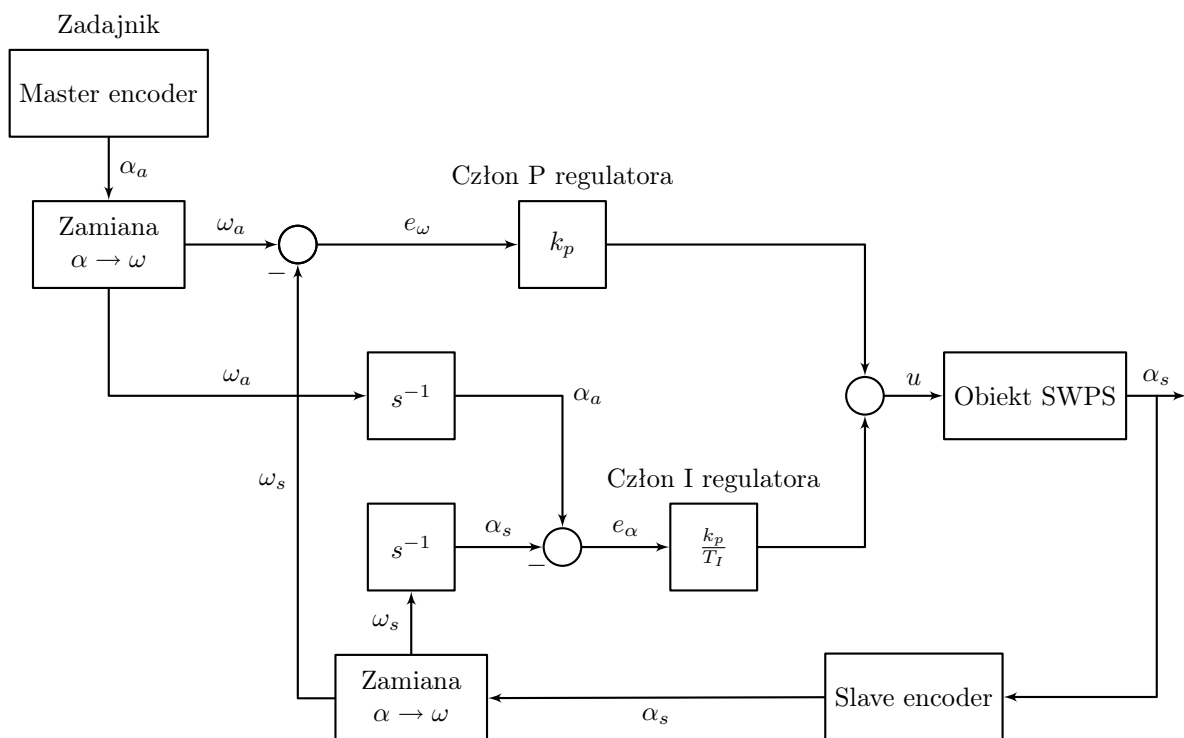 Zadajnik
Master encoder
α_a
Zamiana
α → ω
ω_a
−
e_ω
Człon P regulatora
k_p
ω_a
s^{−1}
α_a
u
Obiekt SWPS
α_s
ω_s
Człon I regulatora
s^{−1}
α_s
−
e_α
k_p
T_I
ω_s
Zamiana
α → ω
α_s
Slave encoder